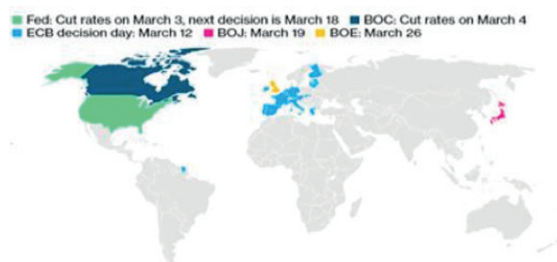 Fed: Cut rates on March 3, next decision is March 18 BOC: Cut rates on March 4
ECB decision day: March 12 BOJ: March 19 BOE: March 26